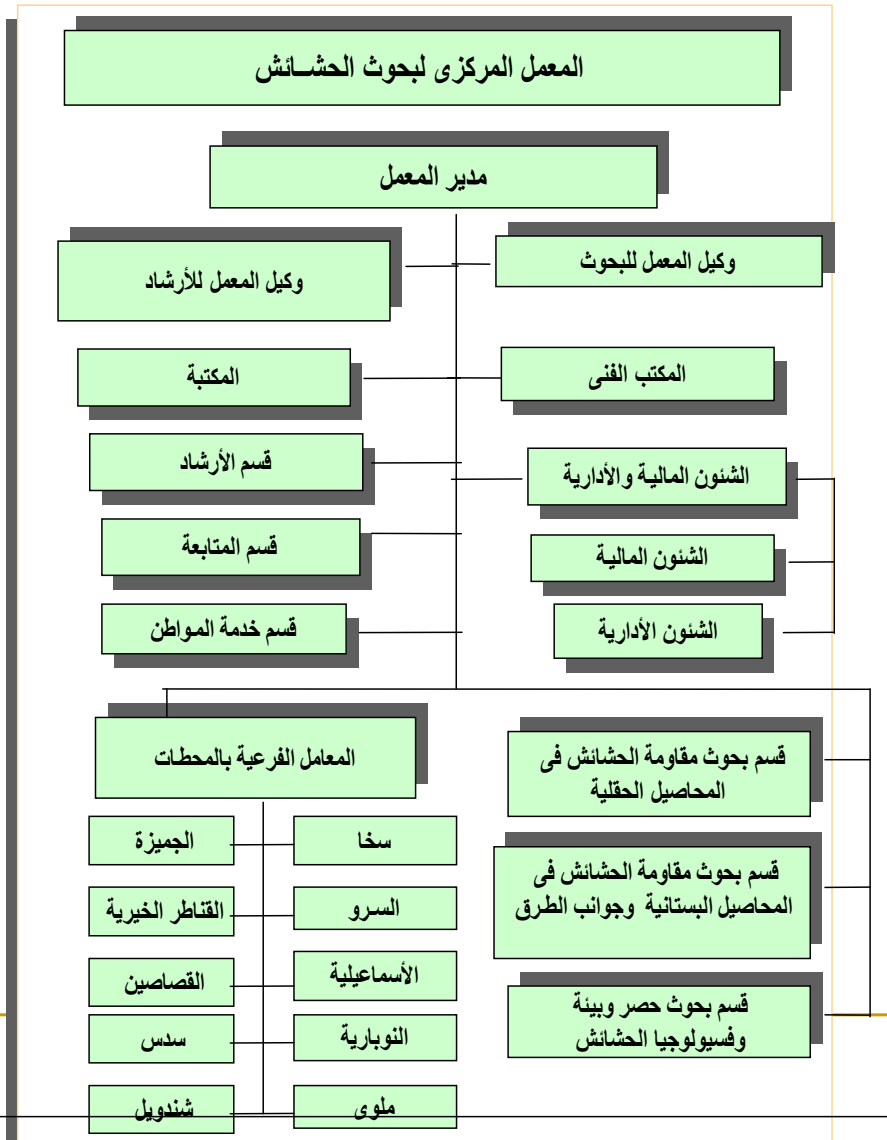 المعمل المركزى لبحوث الحشــائش
مدير المعمل
وكيل المعمل للبحوث
وكيل المعمل للأرشاد
المكتب الفنى
المكتبة
الشئون المالية والأدارية
قسم الأرشاد
الشئون المالية
قسم المتابعة
الشئون الأدارية
قسم خدمة المواطن
قسم بحوث مقاومة الحشائش فى
المحاصيل الحقلية
قسم بحوث مقاومة الحشائش فى
المحاصيل البستانية وجوانب الطرق
قسم بحوث حصر وبيئة
وفسيولوجيا الحشائش
المعامل الفرعية بالمحطات
سخا
الجميزة
السرو
القناطر الخيرية
الأسماعيلية
القصاصين
النوبارية
سدس
ملوى
شندويل